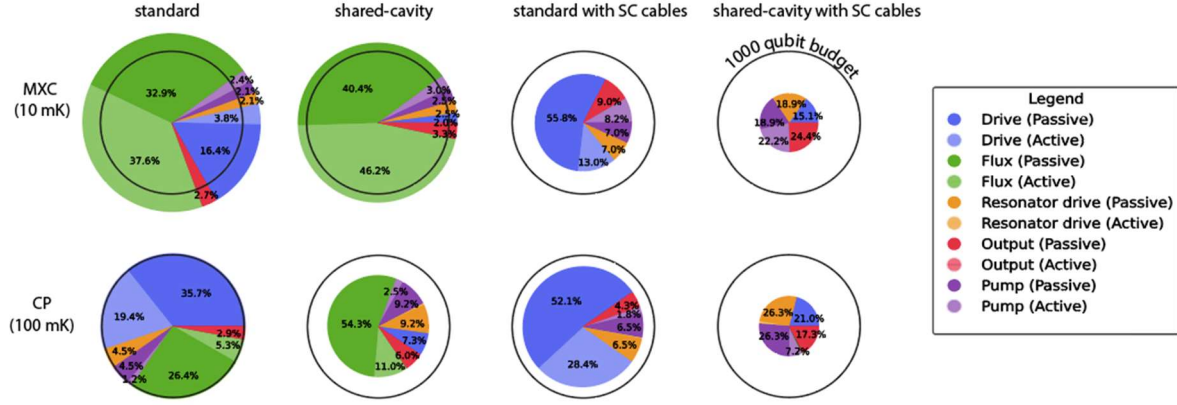 standard
shared-cavity
standard with SC cables
shared-cavity with SC cables
MXC
(10 mK)
32.9%
2.4%
2.1%
2.1%
3.8%
16.4%
2.7%
37.6%
40.4%
3.0%
2.5%
2.5%
2.0%
3.3%
46.2%
55.8%
9.0%
8.2%
7.0%
7.0%
13.0%
1000 qubit budget
18.9%
15.1%
18.9%
22.2%
24.4%
CP
(100 mK)
35.7%
19.4%
4.5%
4.5%
1.2%
26.4%
5.3%
2.9%
54.3%
2.5%
9.2%
9.2%
7.3%
6.0%
11.0%
52.1%
4.3%
1.8%
6.5%
6.5%
28.4%
26.3%
21.0%
26.3%
17.3%
7.2%
Legend
Drive (Passive)
Drive (Active)
Flux (Passive)
Flux (Active)
Resonator drive (Passive)
Resonator drive (Active)
Output (Passive)
Output (Active)
Pump (Passive)
Pump (Active)